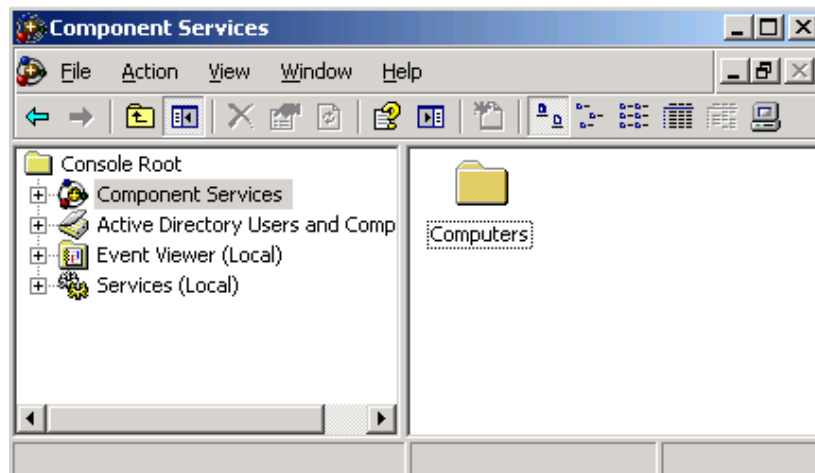 Component Services
File Action View Window Help
Console Root
Component Services
Active Directory Users and Comp
Event Viewer (Local)
Services (Local)
Computers